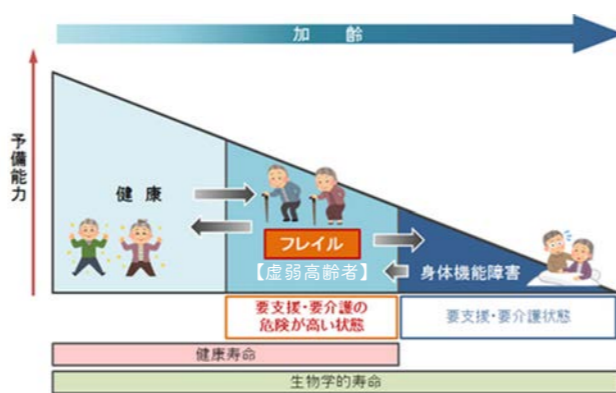 加齢
予備能力
健康
フレイル
【虚弱高齢者】
身体機能障害
要支援・要介護の
危険が高い状態
要支援・要介護状態
健康寿命
生物学的寿命